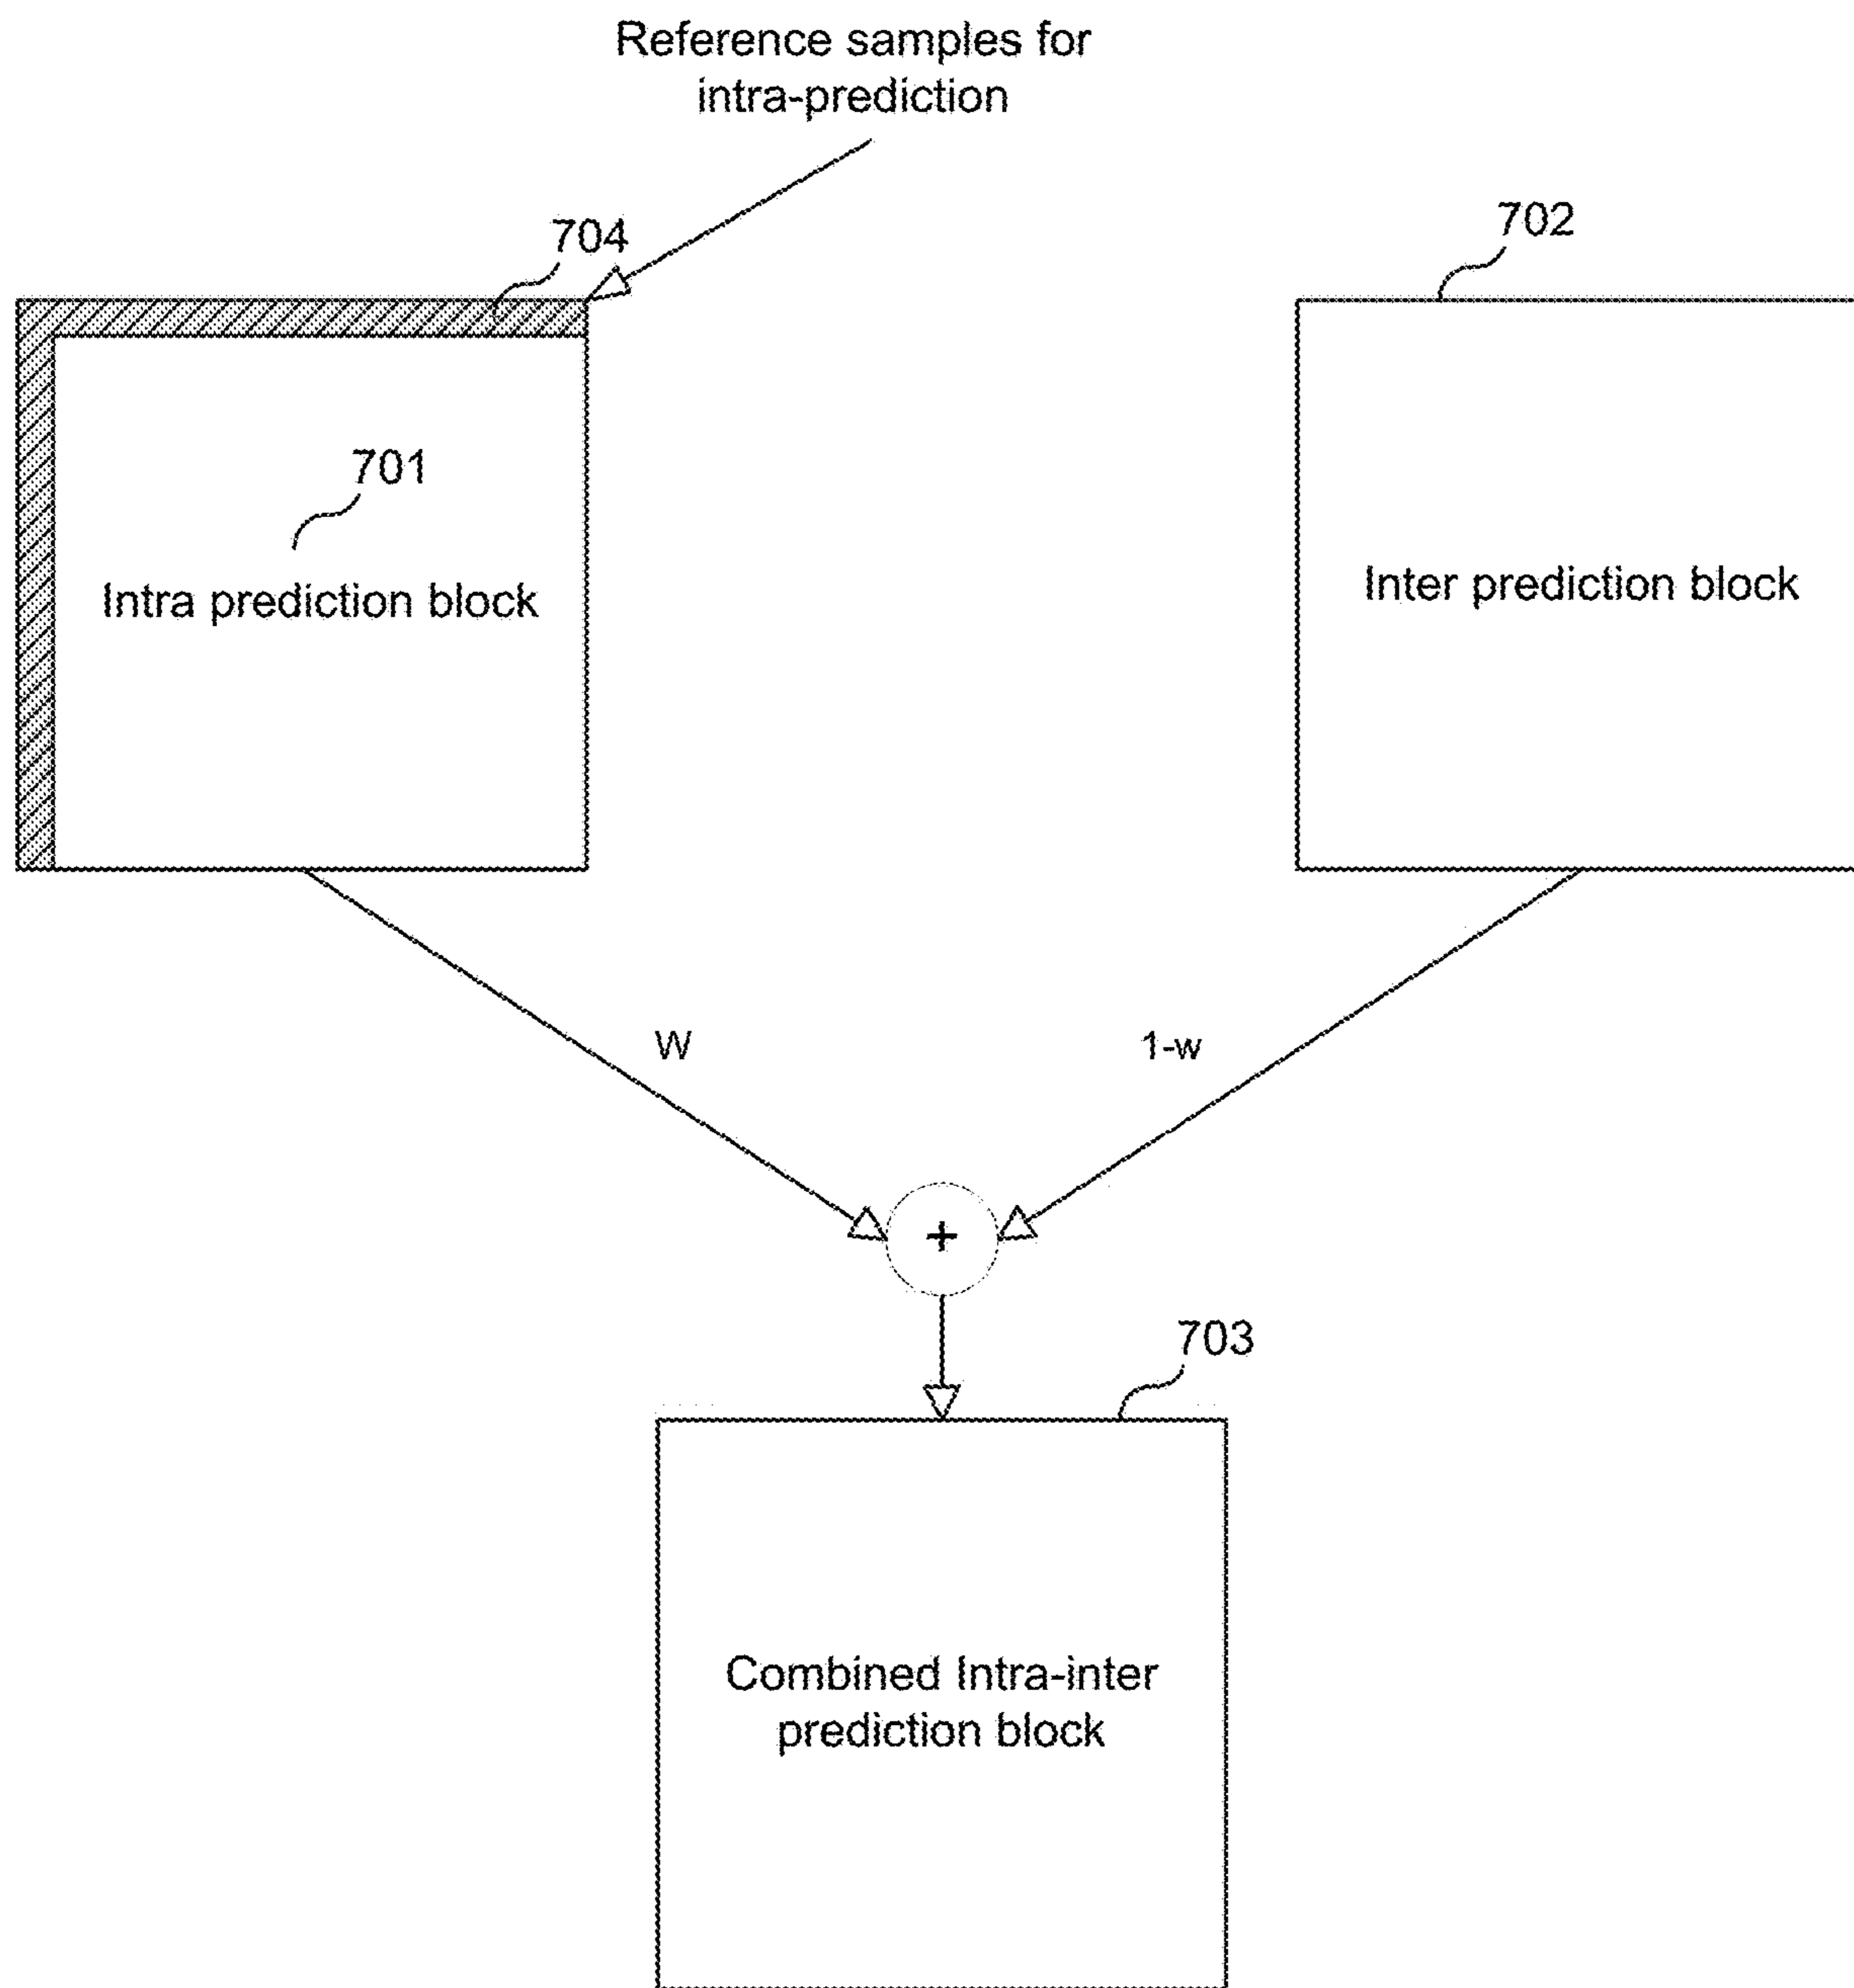 Reference samples for
intra-prediction
704
702
701
Intra prediction block
Inter prediction block
W
1-w
+
703
Combined Intra-inter
prediction block